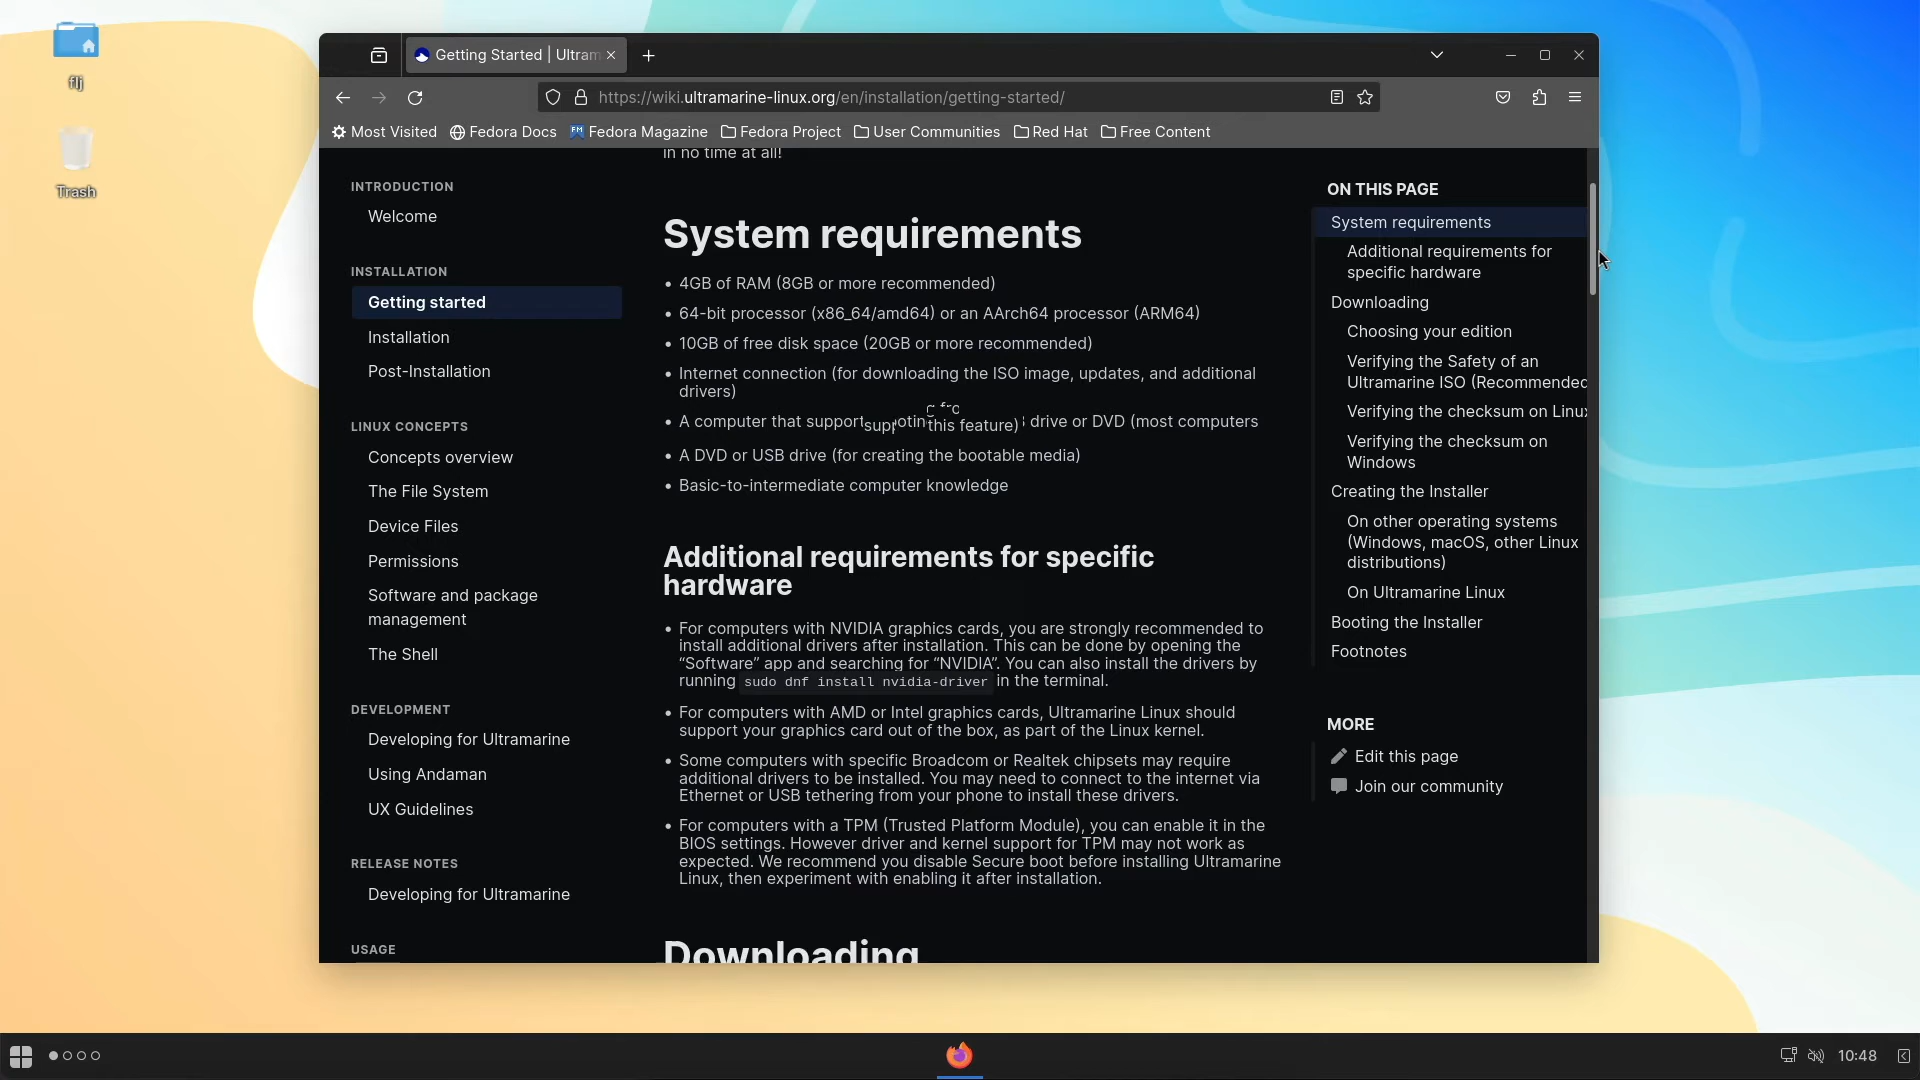 flj
Trash
Getting Started | Ultram
https://wiki.ultramarine-linux.org/en/installation/getting-started/
Most Visited
Fedora Docs
Fedora Magazine
Fedora Project
User Communities
Red Hat
Free Content
INTRODUCTION
Welcome
INSTALLATION
Getting started
Installation
Post-Installation
LINUX CONCEPTS
Concepts overview
The File System
Device Files
Permissions
Software and package
management
The Shell
DEVELOPMENT
Developing for Ultramarine
Using Andaman
UX Guidelines
RELEASE NOTES
Developing for Ultramarine
USAGE
in no time at all!
System requirements
• 4GB of RAM (8GB or more recommended)
• 64-bit processor (x86_64/amd64) or an AArch64 processor (ARM64)
• 10GB of free disk space (20GB or more recommended)
• Internet connection (for downloading the ISO image, updates, and additional
drivers)
• A computer that support drive or DVD (most computers
this feature)
• A DVD or USB drive (for creating the bootable media)
• Basic-to-intermediate computer knowledge
Additional requirements for specific
hardware
• For computers with NVIDIA graphics cards, you are strongly recommended to
install additional drivers after installation. This can be done by opening the
“Software” app and searching for “NVIDIA”. You can also install the drivers by
running sudo dnf install nvidia-driver in the terminal.
• For computers with AMD or Intel graphics cards, Ultramarine Linux should
support your graphics card out of the box, as part of the Linux kernel.
• Some computers with specific Broadcom or Realtek chipsets may require
additional drivers to be installed. You may need to connect to the internet via
Ethernet or USB tethering from your phone to install these drivers.
• For computers with a TPM (Trusted Platform Module), you can enable it in the
BIOS settings. However driver and kernel support for TPM may not work as
expected. We recommend you disable Secure boot before installing Ultramarine
Linux, then experiment with enabling it after installation.
Downloading
ON THIS PAGE
System requirements
Additional requirements for
specific hardware
Downloading
Choosing your edition
Verifying the Safety of an
Ultramarine ISO (Recommended
Verifying the checksum on Linux
Verifying the checksum on
Windows
Creating the Installer
On other operating systems
(Windows, macOS, other Linux
distributions)
On Ultramarine Linux
Booting the Installer
Footnotes
MORE
Edit this page
Join our community
10:48